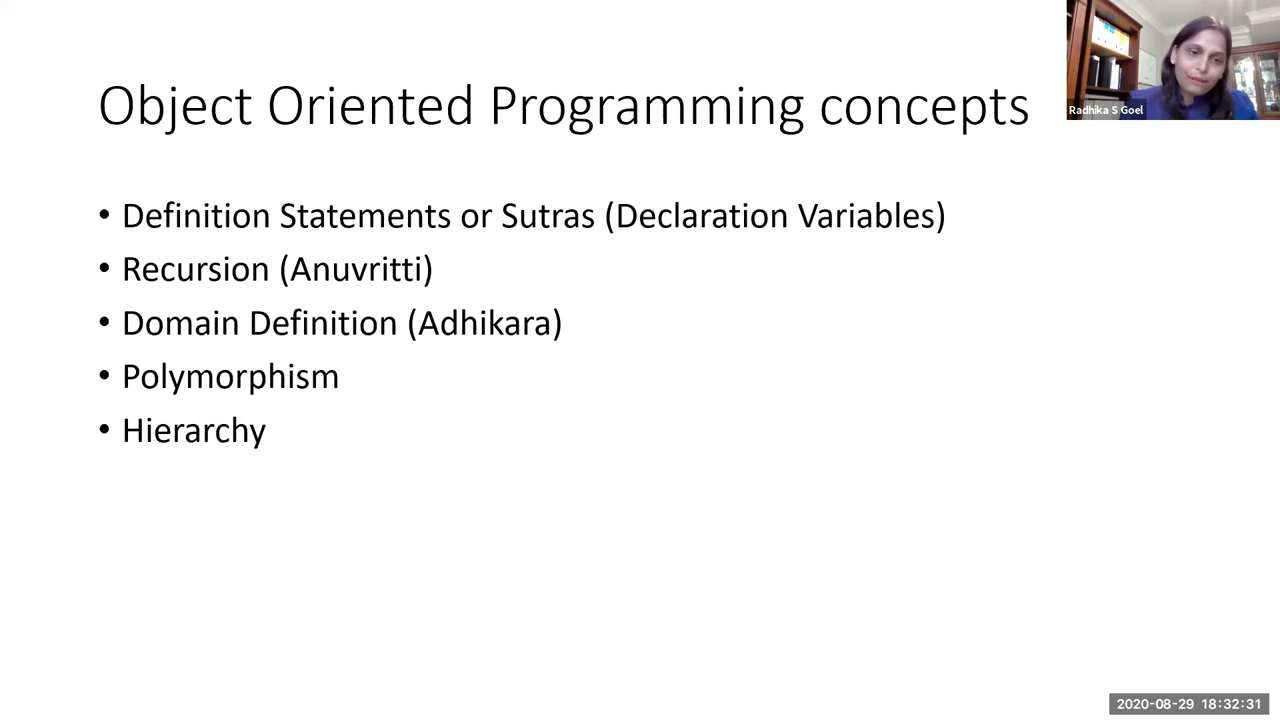 Object Oriented Programming concepts
Radhika S Goel
• Definition Statements or Sutras (Declaration Variables)
• Recursion (Anuvritti)
• Domain Definition (Adhikara)
• Polymorphism
• Hierarchy
2020-08-29 18:32:31